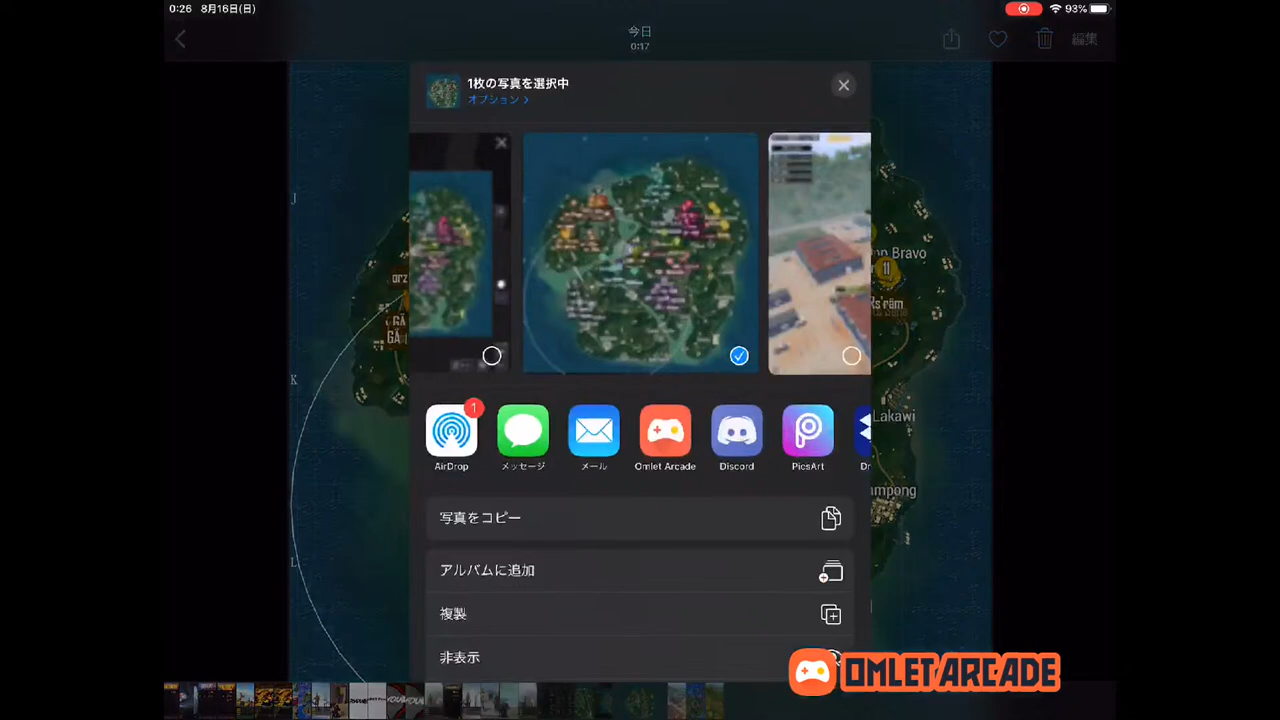 0:26 8月16日(日)
93%
今日
0:17
編集
1枚の写真を選択中
オプション
J
K
L
Bravo
11
Lakawi
AirDrop
メッセージ
メール
Omlet Arcade
Discord
PicsArt
1
写真をコピー
アルバムに追加
複製
非表示
OMLET ARCADE